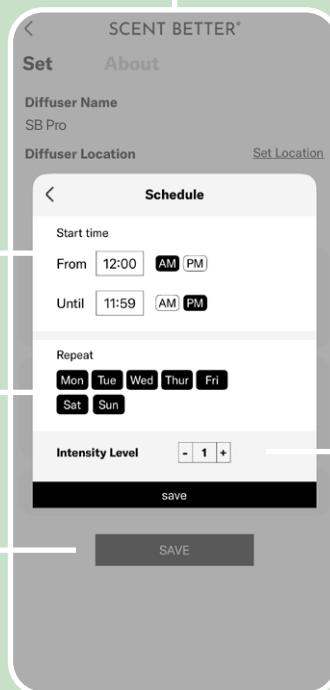 SCENT BETTER®
Set About
Diffuser Name
SB Pro
Diffuser Location Set Location
Schedule
Start time
From 12:00 AM PM
Until 11:59 AM PM
Repeat
Mon Tue Wed Thur Fri
Sat Sun
Intensity Level - 1 +
save
SAVE